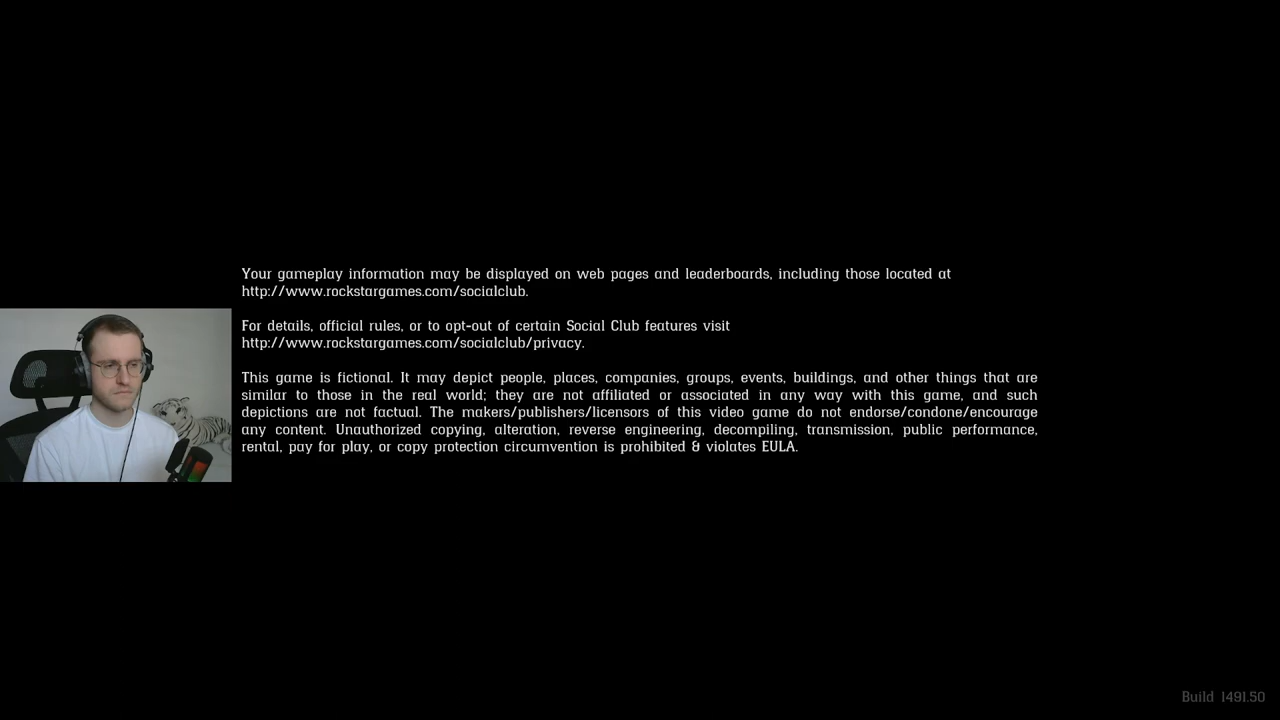 Your gameplay information may be displayed on web pages and leaderboards, including those located at
http://www.rockstargames.com/socialclub.
For details, official rules, or to opt-out of certain Social Club features visit
http://www.rockstargames.com/socialclub/privacy.
This game is fictional. It may depict people, places, companies, groups, events, buildings, and other things that are
similar to those in the real world; they are not affiliated or associated in any way with this game, and such
depictions are not factual. The makers/publishers/licensors of this video game do not endorse/condone/encourage
any content. Unauthorized copying, alteration, reverse engineering, decompiling, transmission, public performance,
rental, pay for play, or copy protection circumvention is prohibited & violates EULA.
Build 1491.50